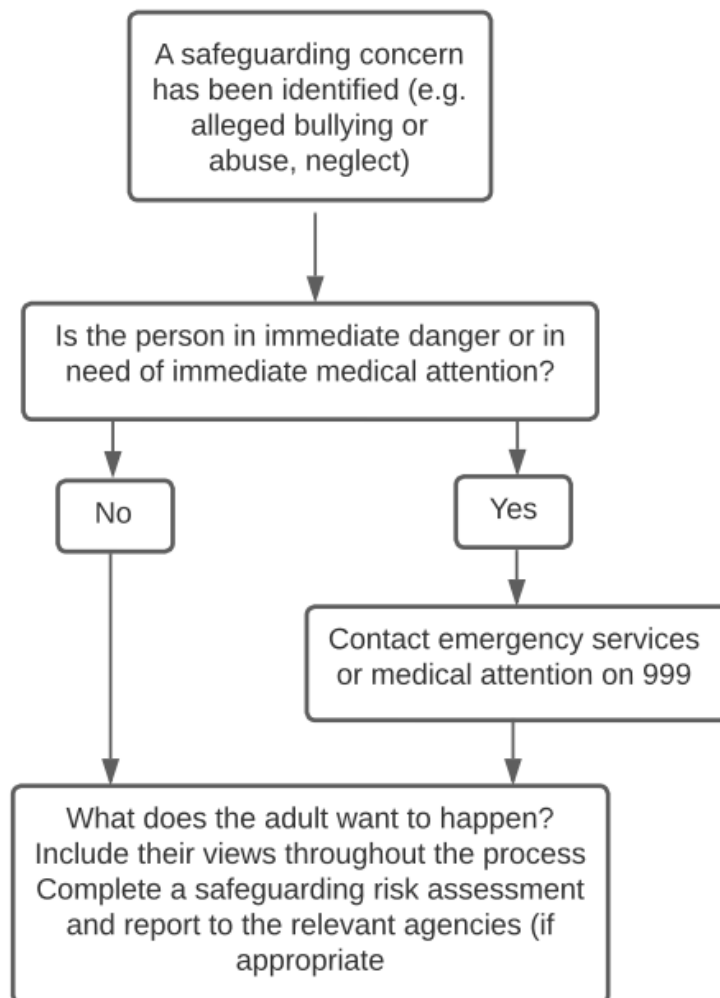 A safeguarding concern
has been identified (e.g.
alleged bullying or
abuse, neglect)
Is the person in immediate danger or in
need of immediate medical attention?
No
Yes
Contact emergency services
or medical attention on 999
What does the adult want to happen?
Include their views throughout the process
Complete a safeguarding risk assessment
and report to the relevant agencies (if
appropriate